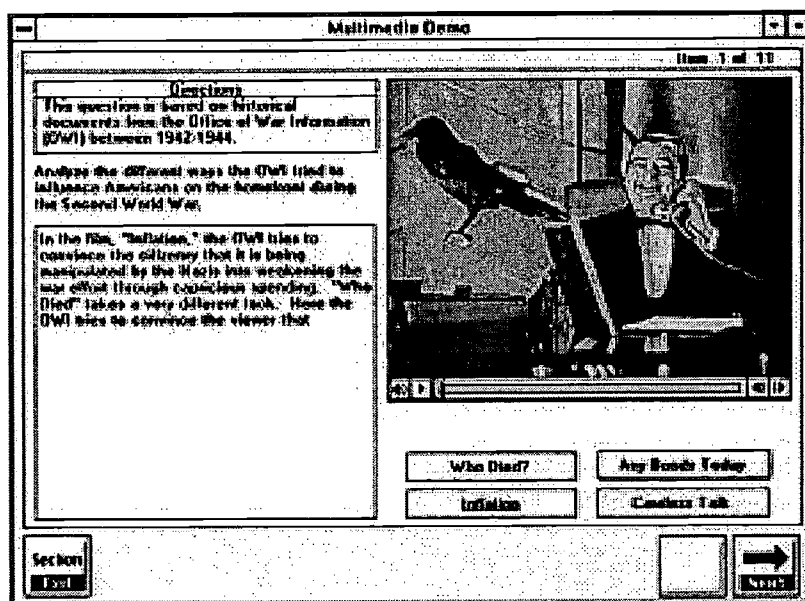 Multimedia Demo
Item 1 of 10
Directions
This question is based on historical
documents from the Office of War Information
(OWI) between 1942-1944.
Analyze the different ways the OWI tried to
influence Americans on the homefront during
the Second World War.
In the film, "Inflation," the OWI tries to
convince the citizenry that it is being
manipulated by the Nazis into weakening the
war effort through capricious spending. "Who
Died" takes a very different tack. Here the
OWI tries to convince the viewer that
Who Died?
Any Bonds Today
Inflation
Careless Talk
Section
Exit
Next